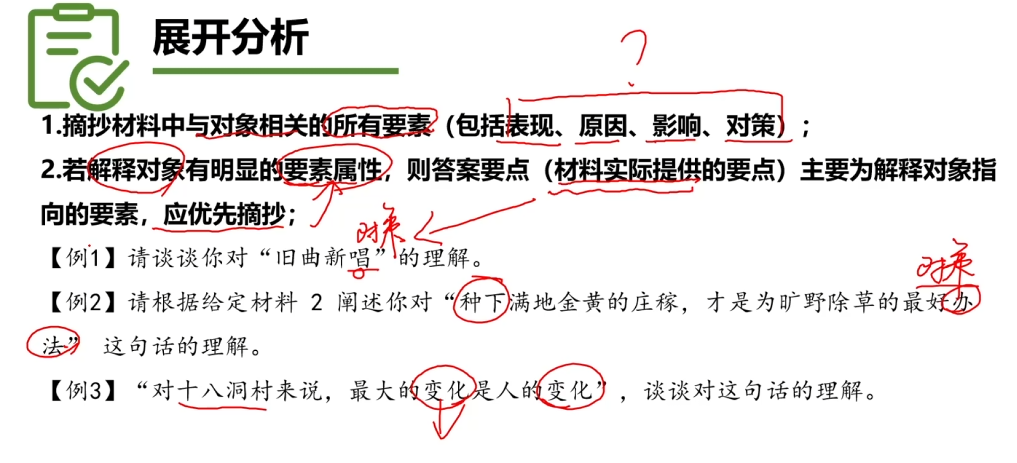 展开分析
？
1.摘抄材料中与对象相关的所有要素（包括表现、原因、影响、对策）；
2.若解释对象有明显的要素属性，则答案要点（材料实际提供的要点）主要为解释对象指
向的要素，应优先摘抄；
对策
【例1】请谈谈你对“旧曲新唱”的理解。
对策
【例2】请根据给定材料 2 阐述你对“种下满地金黄的庄稼，才是为旷野除草的最好办
法” 这句话的理解。
【例3】“对十八洞村来说，最大的变化是人的变化”，谈谈对这句话的理解。